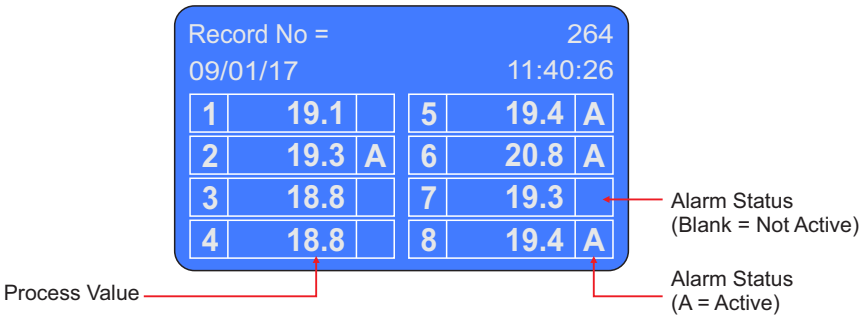 Record No = 264
09/01/17 11:40:26
1 19.1 5 19.4 A
2 19.3 A 6 20.8 A
3 18.8 7 19.3
4 18.8 8 19.4 A
Alarm Status
(Blank = Not Active)
Process Value
Alarm Status
(A = Active)